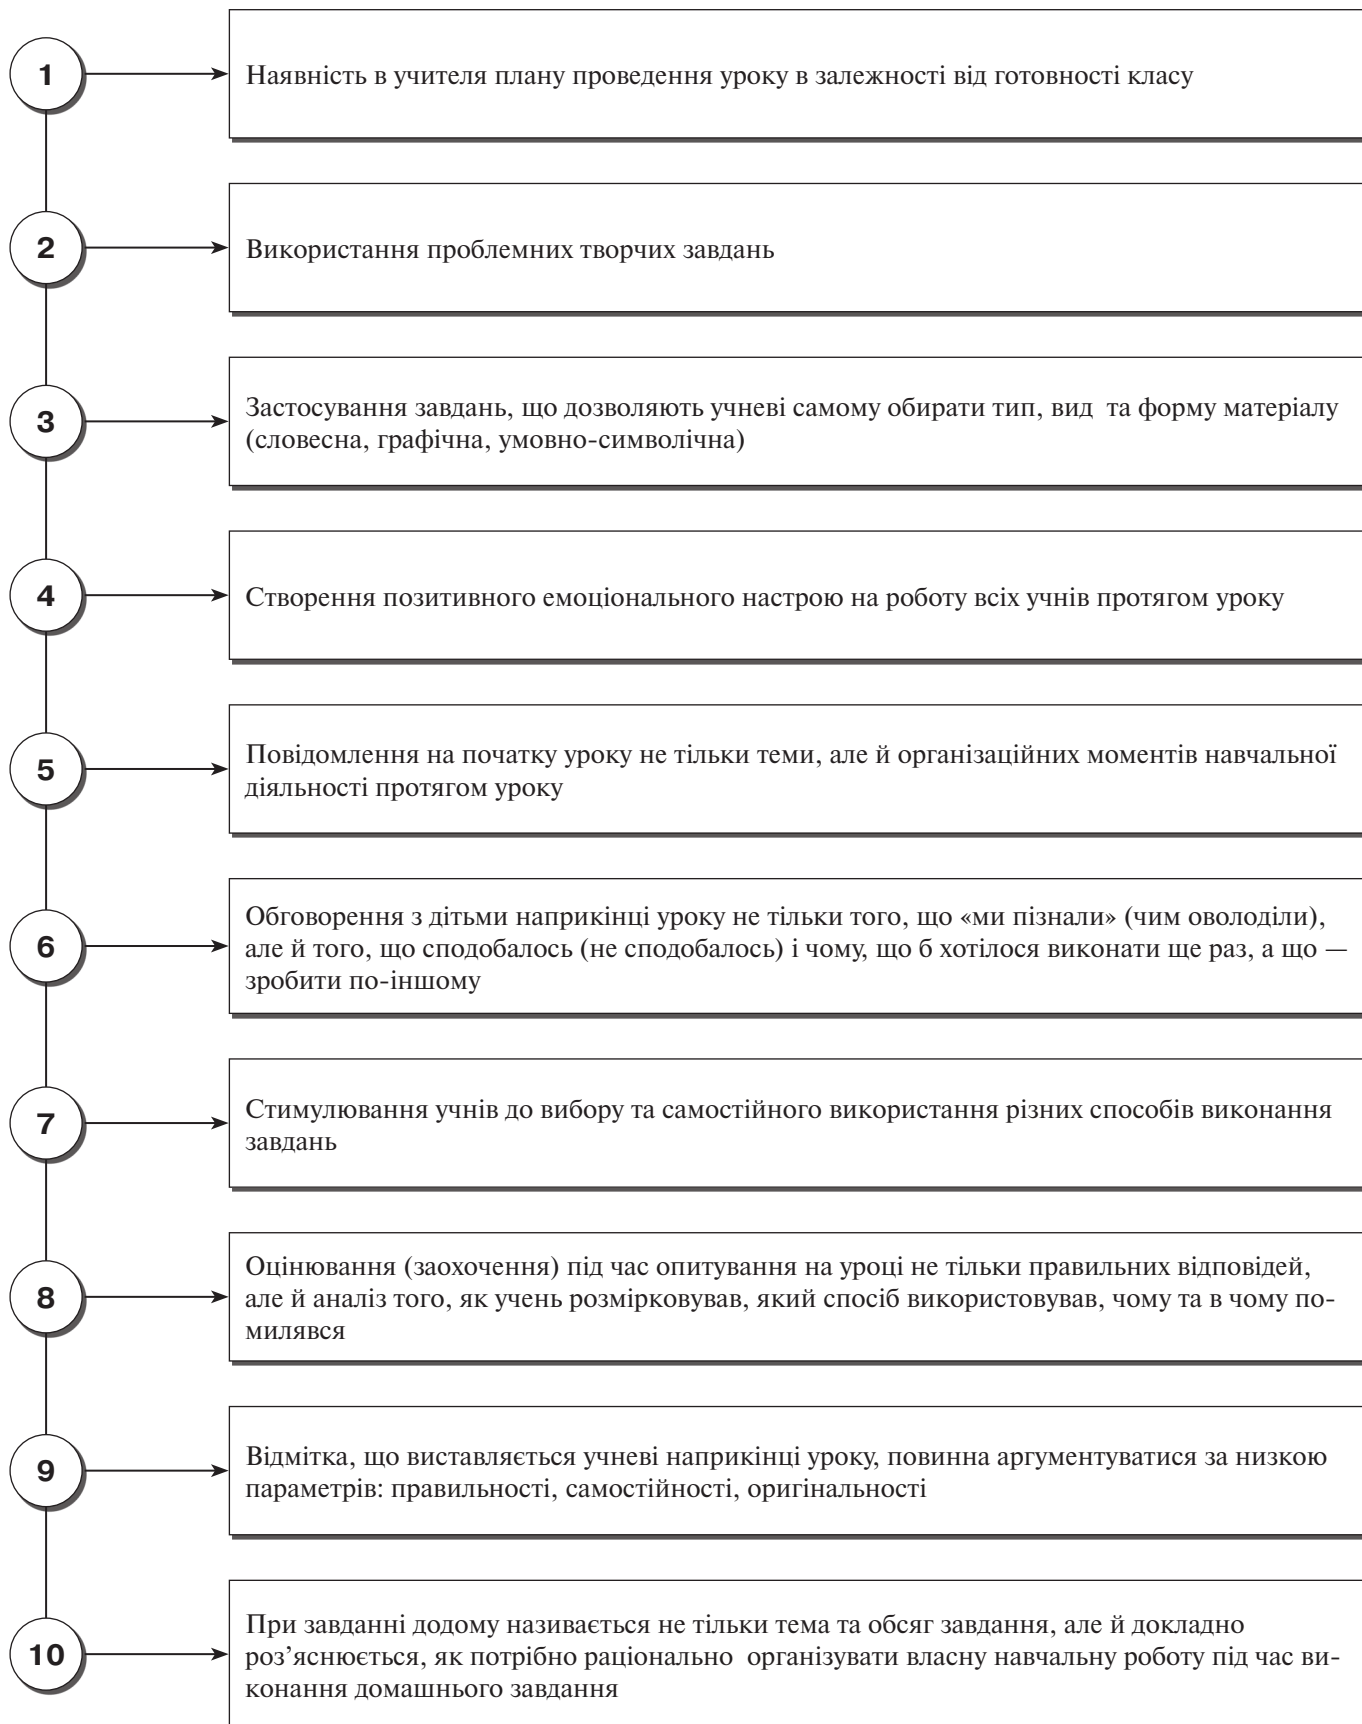 1
Наявність в учителя плану проведення уроку в залежності від готовності класу
2
Використання проблемних творчих завдань
3
Застосування завдань, що дозволяють учневі самому обирати тип, вид та форму матеріалу
(словесна, графічна, умовно-символічна)
4
Створення позитивного емоціонального настрою на роботу всіх учнів протягом уроку
5
Повідомлення на початку уроку не тільки теми, але й організаційних моментів навчальної
діяльності протягом уроку
6
Обговорення з дітьми наприкінці уроку не тільки того, що «ми пізнали» (чим оволоділи),
але й того, що сподобалось (не сподобалось) і чому, що б хотілося виконати ще раз, а що —
зробити по-іншому
7
Стимулювання учнів до вибору та самостійного використання різних способів виконання
завдань
8
Оцінювання (заохочення) під час опитування на уроці не тільки правильних відповідей,
але й аналіз того, як учень розмірковував, який спосіб використовував, чому та в чому по-
милявся
9
Відмітка, що виставляється учневі наприкінці уроку, повинна аргументуватися за низкою
параметрів: правильності, самостійності, оригінальності
10
При завданні додому називається не тільки тема та обсяг завдання, але й докладно
роз’яснюється, як потрібно раціонально організувати власну навчальну роботу під час ви-
конання домашнього завдання